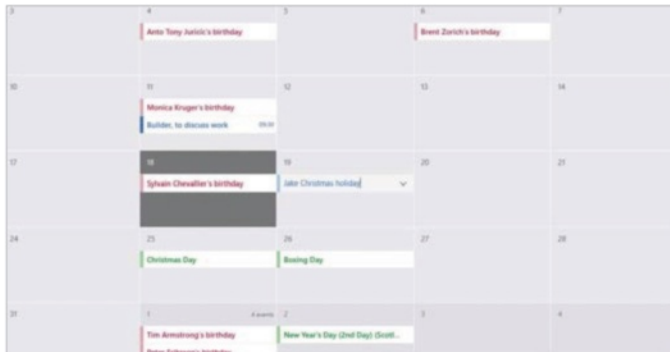 3 4 5 6 7
Anto Tony Juricic's birthday Brent Zorich's birthday
10 11 12 13 14
Monica Kruger's birthday
Builder, to discuss work
17 18 19 20 21
Sylvain Chevallier's birthday Jake Christmas holiday
24 25 26 27 28
Christmas Day Boxing Day
31 1 4 events 2 3 4
Tim Armstrong's birthday New Year's Day (2nd Day) (Scotl...